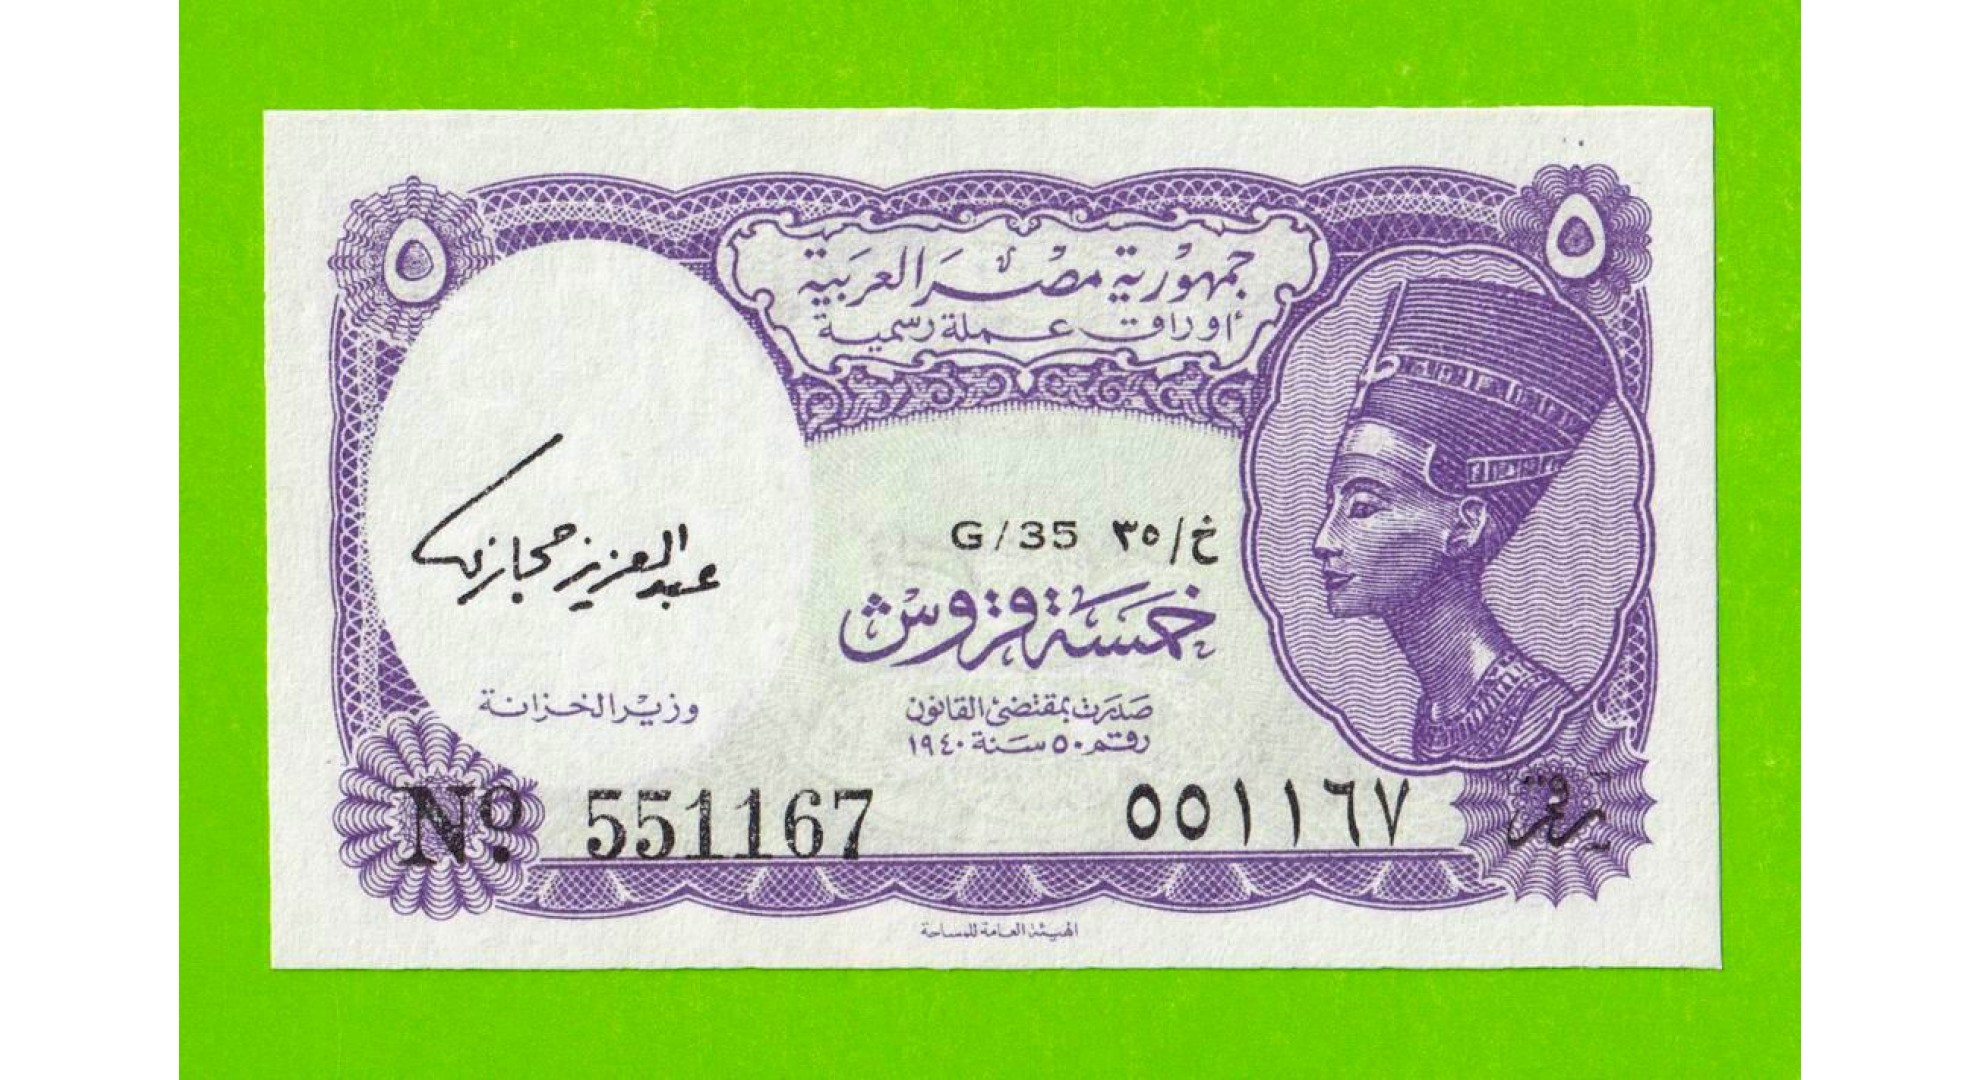 ٥
٥
جمهورية مصر العربية
أوراق عملة رسمية
G/35 خ/٣٥
خمسة قروش
عبد العزيز حجازي
وزير الخزانة
صدرت بمقتضى القانون
رقم ٥٠ سنة ١٩٤٠
Nº 551167
رقم ٥٥١١٦٧
الهيئة العامة للمساحة